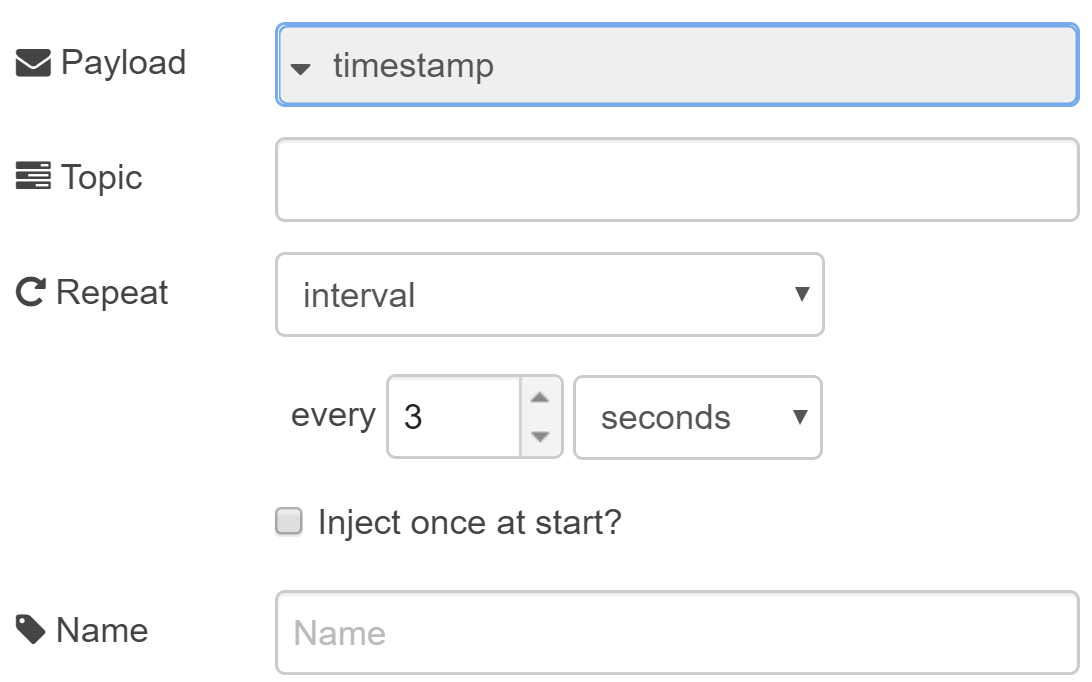 Payload timestamp
Topic
Repeat interval
every 3 seconds
Inject once at start?
Name Name